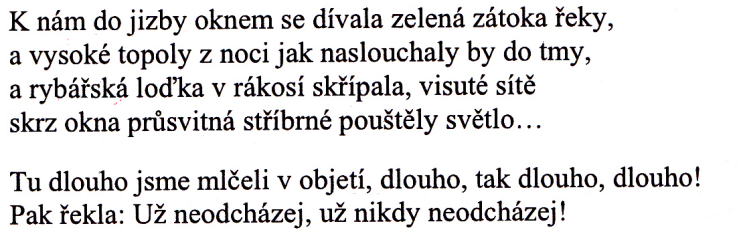 K nám do jizby oknem se dívala zelená zátoka řeky,
a vysoké topoly z noci jak naslouchaly by do tmy,
a rybářská loďka v rákosí skřípala, visuté sítě
skrz okna průsvitná stříbrné pouštěly světlo…
Tu dlouho jsme mlčeli v objetí, dlouho, tak dlouho, dlouho!
Pak řekla: Už neodcházej, už nikdy neodcházej!